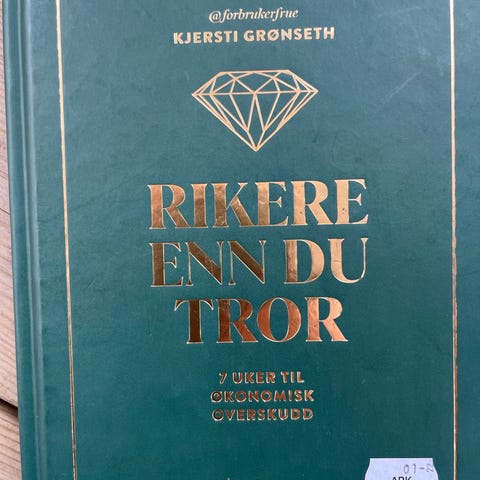 @forbrukerfrue
KJERSTI GRØNSETH
RIKERE
ENN DU
TROR
7 UKER TIL
ØKONOMISK
OVERSKUDD